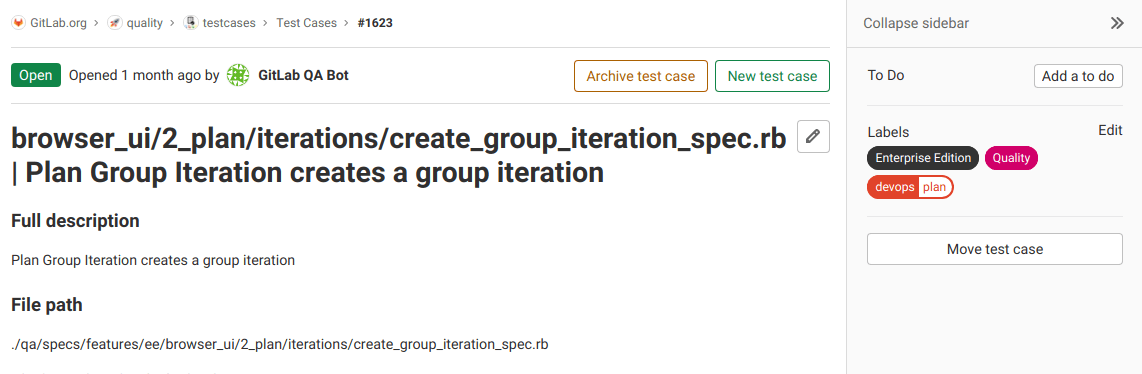 GitLab.org > quality > testcases > Test Cases > #1623
Collapse sidebar
Open Opened 1 month ago by GitLab QA Bot
Archive test case New test case
To Do Add a to do
browser_ui/2_plan/iterations/create_group_iteration_spec.rb
| Plan Group Iteration creates a group iteration
Labels Edit
Enterprise Edition Quality
devops plan
Move test case
Full description
Plan Group Iteration creates a group iteration
File path
./qa/specs/features/ee/browser_ui/2_plan/iterations/create_group_iteration_spec.rb